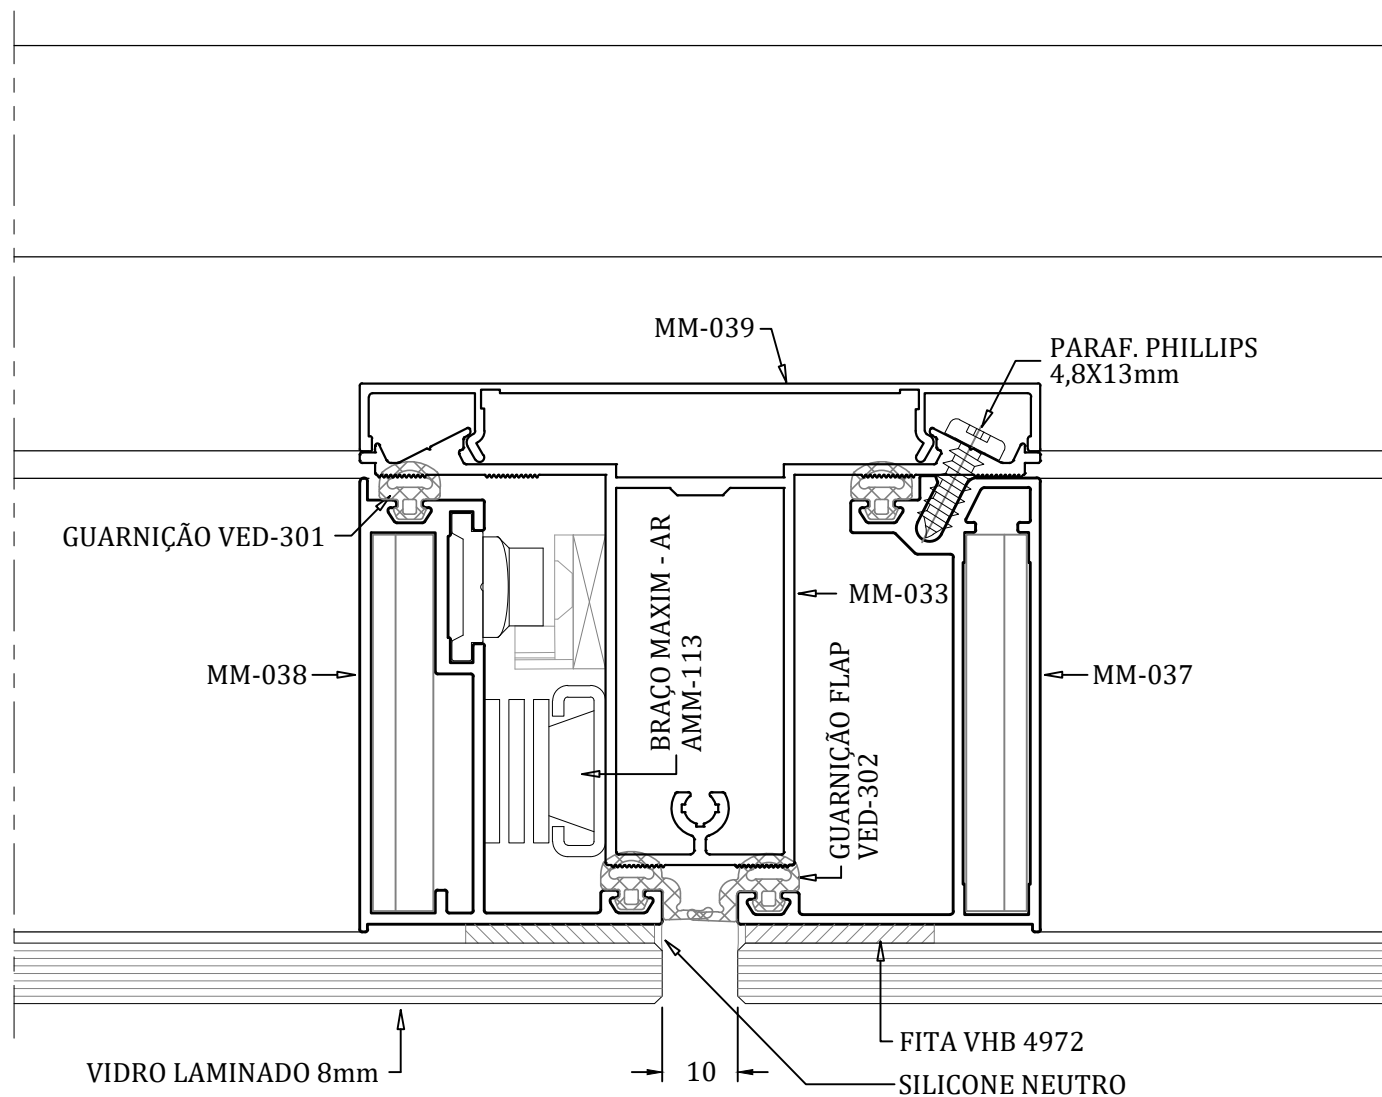 MM-039
PARAF. PHILLIPS
4,8X13mm
GUARNIÇÃO VED-301
BRAÇO MAXIM - AR
AMM-113
MM-033
GUARNIÇÃO FLAP
VED-302
MM-038
MM-037
FITA VHB 4972
VIDRO LAMINADO 8mm
10
SILICONE NEUTRO